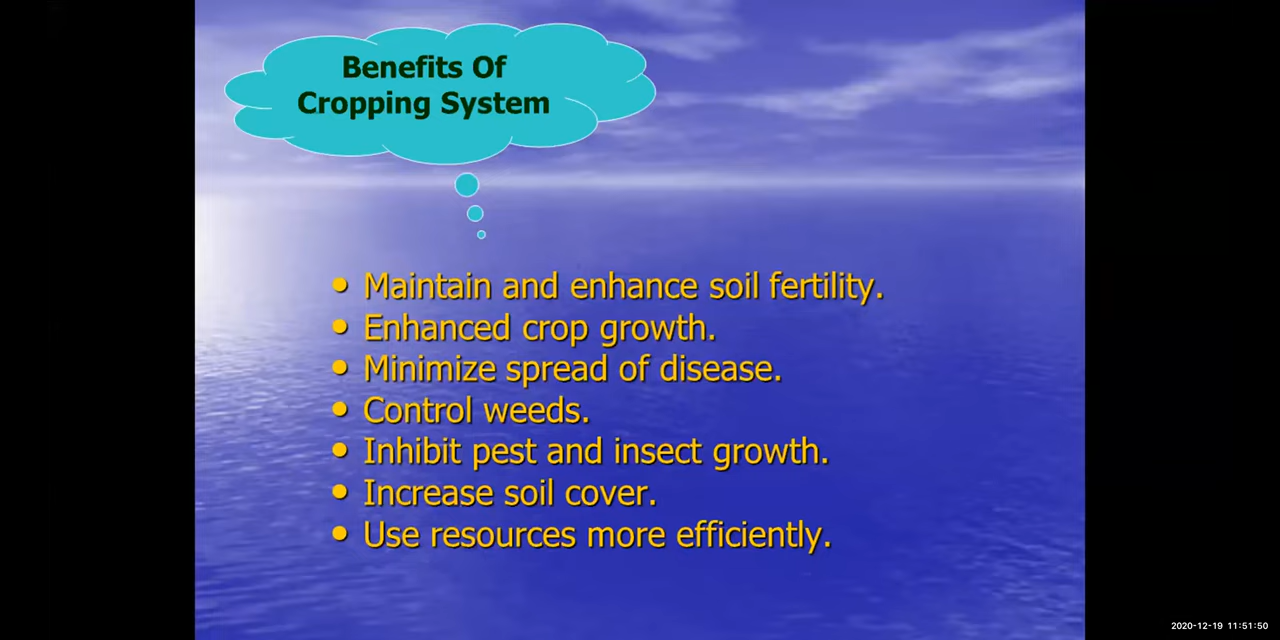 Benefits Of
Cropping System
• Maintain and enhance soil fertility.
• Enhanced crop growth.
• Minimize spread of disease.
• Control weeds.
• Inhibit pest and insect growth.
• Increase soil cover.
• Use resources more efficiently.
2020-12-19 11:51:50